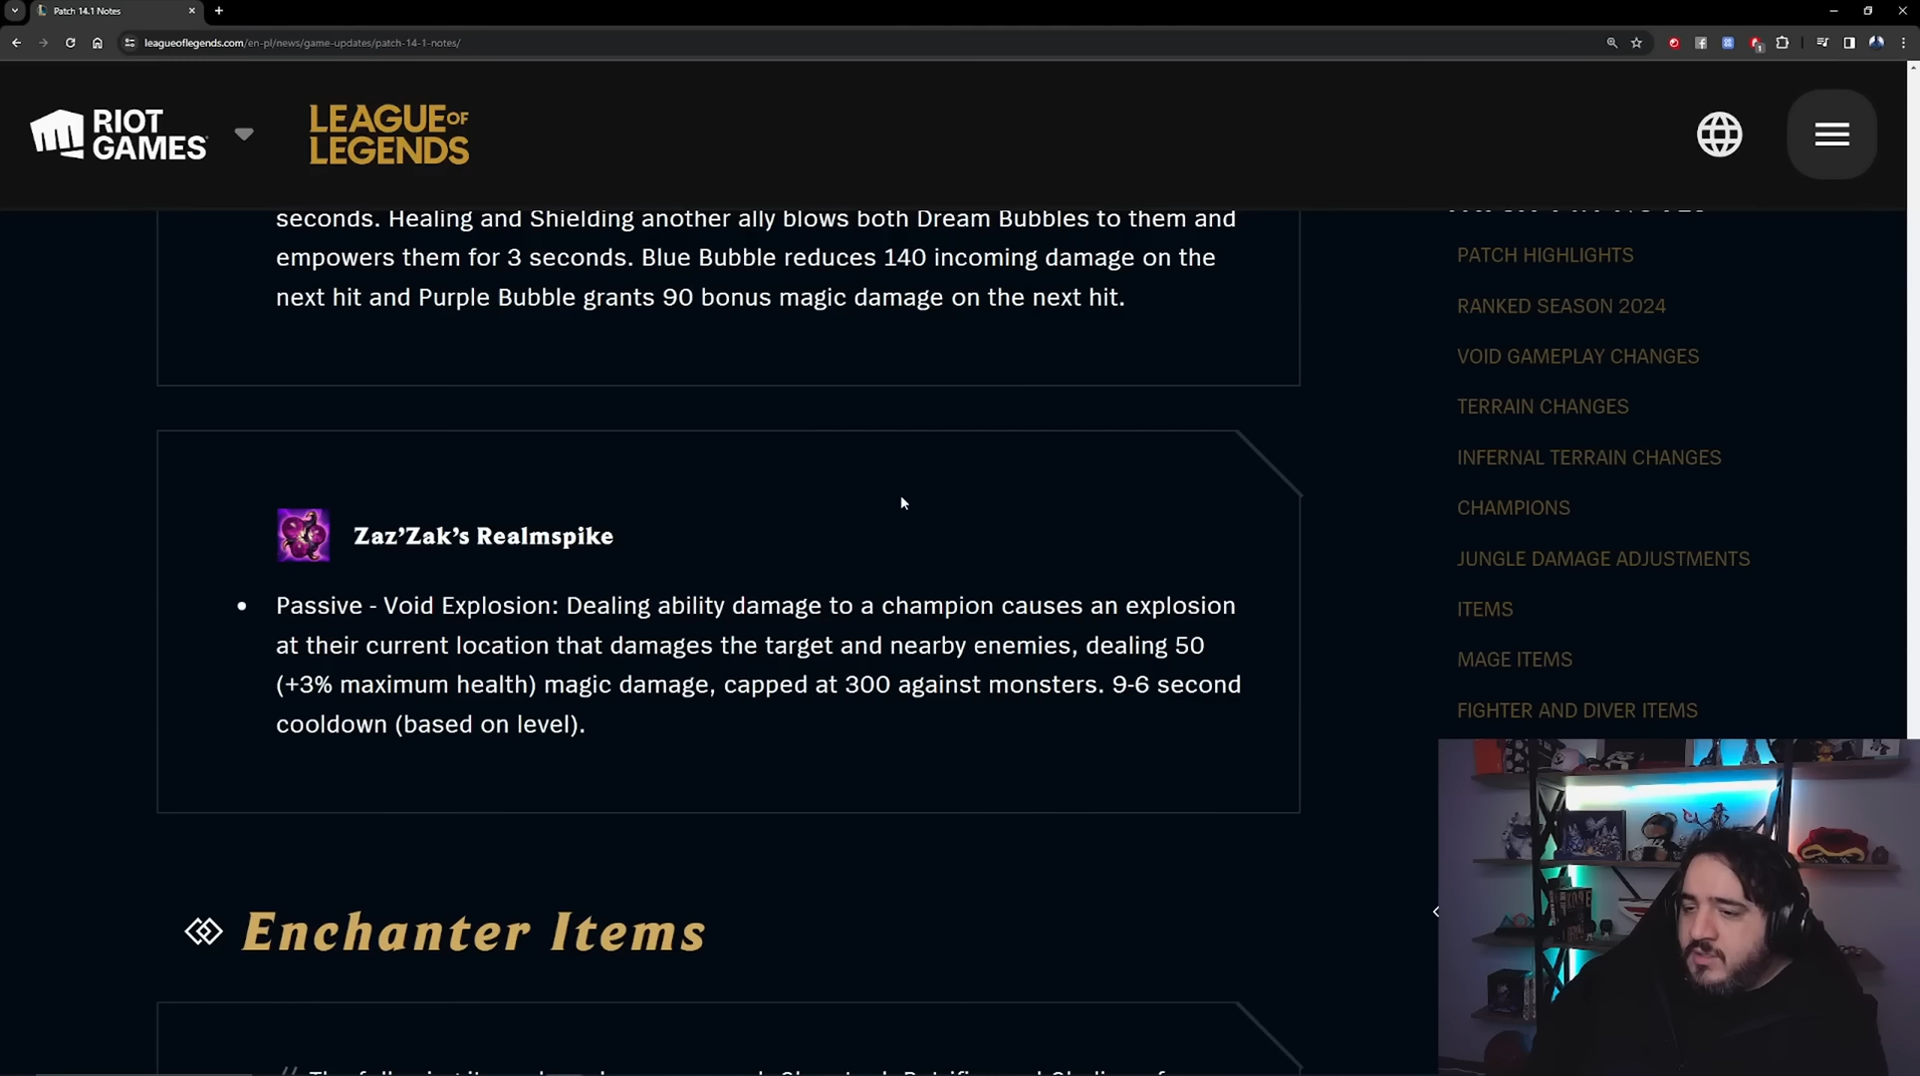 Patch 14.1 Notes
leagueoflegends.com/en-pl/news/game-updates/patch-14-1-notes/
RIOT
GAMES
LEAGUE OF
LEGENDS
seconds. Healing and Shielding another ally blows both Dream Bubbles to them and
empowers them for 3 seconds. Blue Bubble reduces 140 incoming damage on the
next hit and Purple Bubble grants 90 bonus magic damage on the next hit.
Zaz’Zak’s Realmspike
• Passive - Void Explosion: Dealing ability damage to a champion causes an explosion
at their current location that damages the target and nearby enemies, dealing 50
(+3% maximum health) magic damage, capped at 300 against monsters. 9-6 second
cooldown (based on level).
Enchanter Items
PATCH HIGHLIGHTS
RANKED SEASON 2024
VOID GAMEPLAY CHANGES
TERRAIN CHANGES
INFERNAL TERRAIN CHANGES
CHAMPIONS
JUNGLE DAMAGE ADJUSTMENTS
ITEMS
MAGE ITEMS
FIGHTER AND DIVER ITEMS